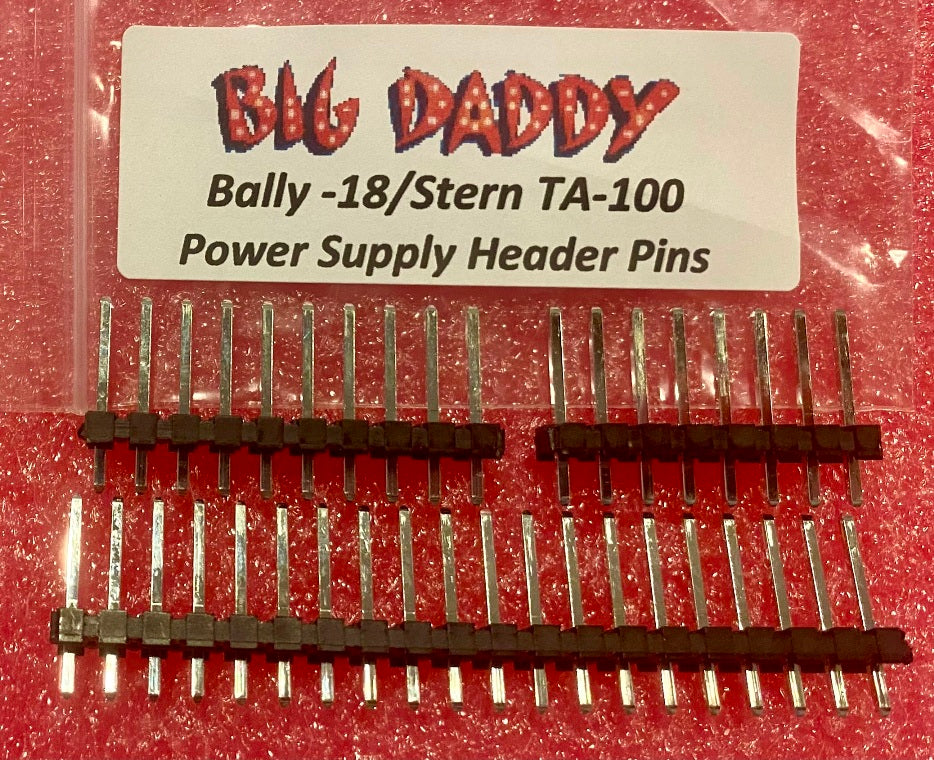 BIG DADDY
Bally -18/Stern TA-100
Power Supply Header Pins